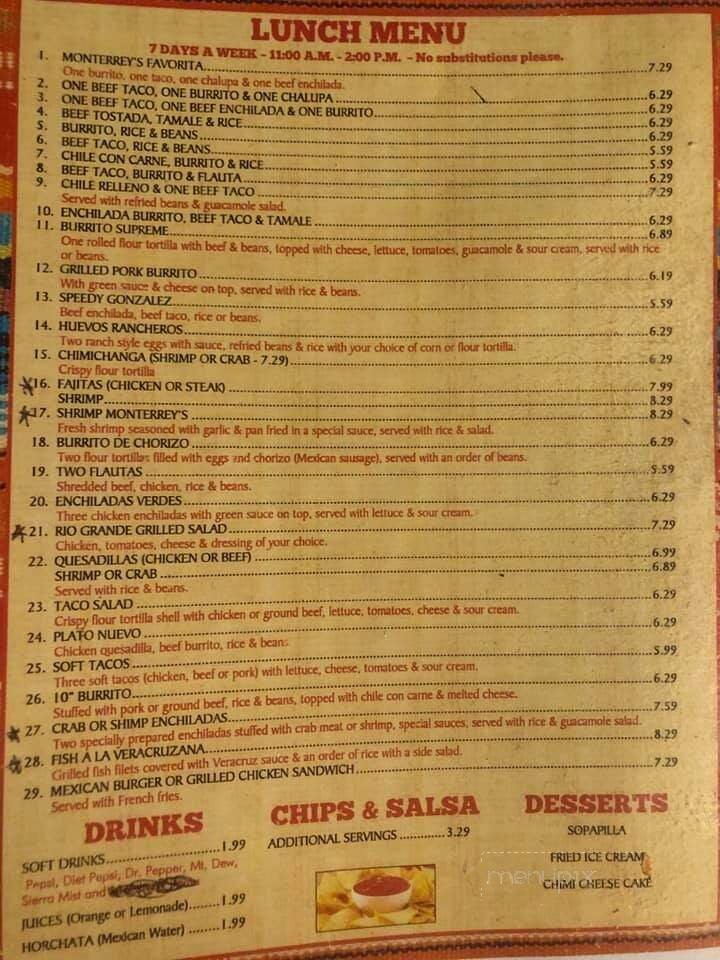 LUNCH MENU
7 DAYS A WEEK - 11:00 A.M. - 2:00 P.M. - No substitutions please.
1. MONTERREY'S FAVORITA 7.29
One burrito, one taco, one chalupa & one beef enchilada.
2. ONE BEEF TACO, ONE BURRITO & ONE CHALUPA 6.29
3. ONE BEEF TACO, ONE BEEF ENCHILADA & ONE BURRITO 6.29
4. BEEF TOSTADA, TAMALE & RICE 6.29
5. BURRITO, RICE & BEANS 5.59
6. BEEF TACO, RICE & BEANS 5.59
7. CHILE CON CARNE, BURRITO & RICE 6.29
8. BEEF TACO, BURRITO & FLAUTA 6.29
9. CHILE RELLENO & ONE BEEF TACO 7.29
Served with refried beans & guacamole salad.
10. ENCHILADA BURRITO, BEEF TACO & TAMALE 6.29
11. BURRITO SUPREME 6.89
One rolled flour tortilla with beef & beans, topped with cheese, lettuce, tomatoes, guacamole & sour cream, served with rice
or beans.
12. GRILLED PORK BURRITO 6.19
With green sauce & cheese on top, served with rice & beans.
13. SPEEDY GONZALEZ 5.59
Beef enchilada, beef taco, rice or beans.
14. HUEVOS RANCHEROS 6.29
Two ranch style eggs with sauce, refried beans & rice with your choice of corn or flour tortilla.
15. CHIMICHANGA (SHRIMP OR CRAB - 7.29) 6.29
Crispy flour tortilla
16. FAJITAS (CHICKEN OR STEAK) 7.99
SHRIMP 8.29
17. SHRIMP MONTERREY'S 8.29
Fresh shrimp seasoned with garlic & pan fried in a special sauce, served with rice & salad.
18. BURRITO DE CHORIZO 6.29
Two flour tortillas filled with eggs and chorizo (Mexican sausage), served with an order of beans.
19. TWO FLAUTAS 5.59
Shredded beef, chicken, rice & beans.
20. ENCHILADAS VERDES 6.29
Three chicken enchiladas with green sauce on top, served with lettuce & sour cream.
21. RIO GRANDE GRILLED SALAD 7.29
Chicken, tomatoes, cheese & dressing of your choice.
22. QUESADILLAS (CHICKEN OR BEEF) 6.99
SHRIMP OR CRAB 6.89
Served with rice & beans.
23. TACO SALAD 6.29
Crispy flour tortilla shell with chicken or ground beef, lettuce, tomatoes, cheese & sour cream.
24. PLATO NUEVO 6.29
Chicken quesadilla, beef burrito, rice & beans
25. SOFT TACOS 5.99
Three soft tacos (chicken, beef or pork) with lettuce, cheese, tomatoes & sour cream.
26. 10" BURRITO 6.29
Stuffed with pork or ground beef, rice & beans, topped with chile con carne & melted cheese.
27. CRAB OR SHIMP ENCHILADAS 7.59
Two specially prepared enchiladas stuffed with crab meat or shrimp, special sauces, served with rice & guacamole salad.
28. FISH A LA VERACRUZANA 8.29
Grilled fish filets covered with Veracruz sauce & an order of rice with a side salad.
29. MEXICAN BURGER OR GRILLED CHICKEN SANDWICH 7.29
Served with French fries.
DRINKS
SOFT DRINKS 1.99
Pepsi, Diet Pepsi, Dr. Pepper, Mt. Dew,
Sierra Mist and
JUICES (Orange or Lemonade) 1.99
HORCHATA (Mexican Water) 1.99
CHIPS & SALSA
ADDITIONAL SERVINGS 3.29
DESSERTS
SOPAPILLA
FRIED ICE CREAM
CHIMI CHEESE CAKE
menupix